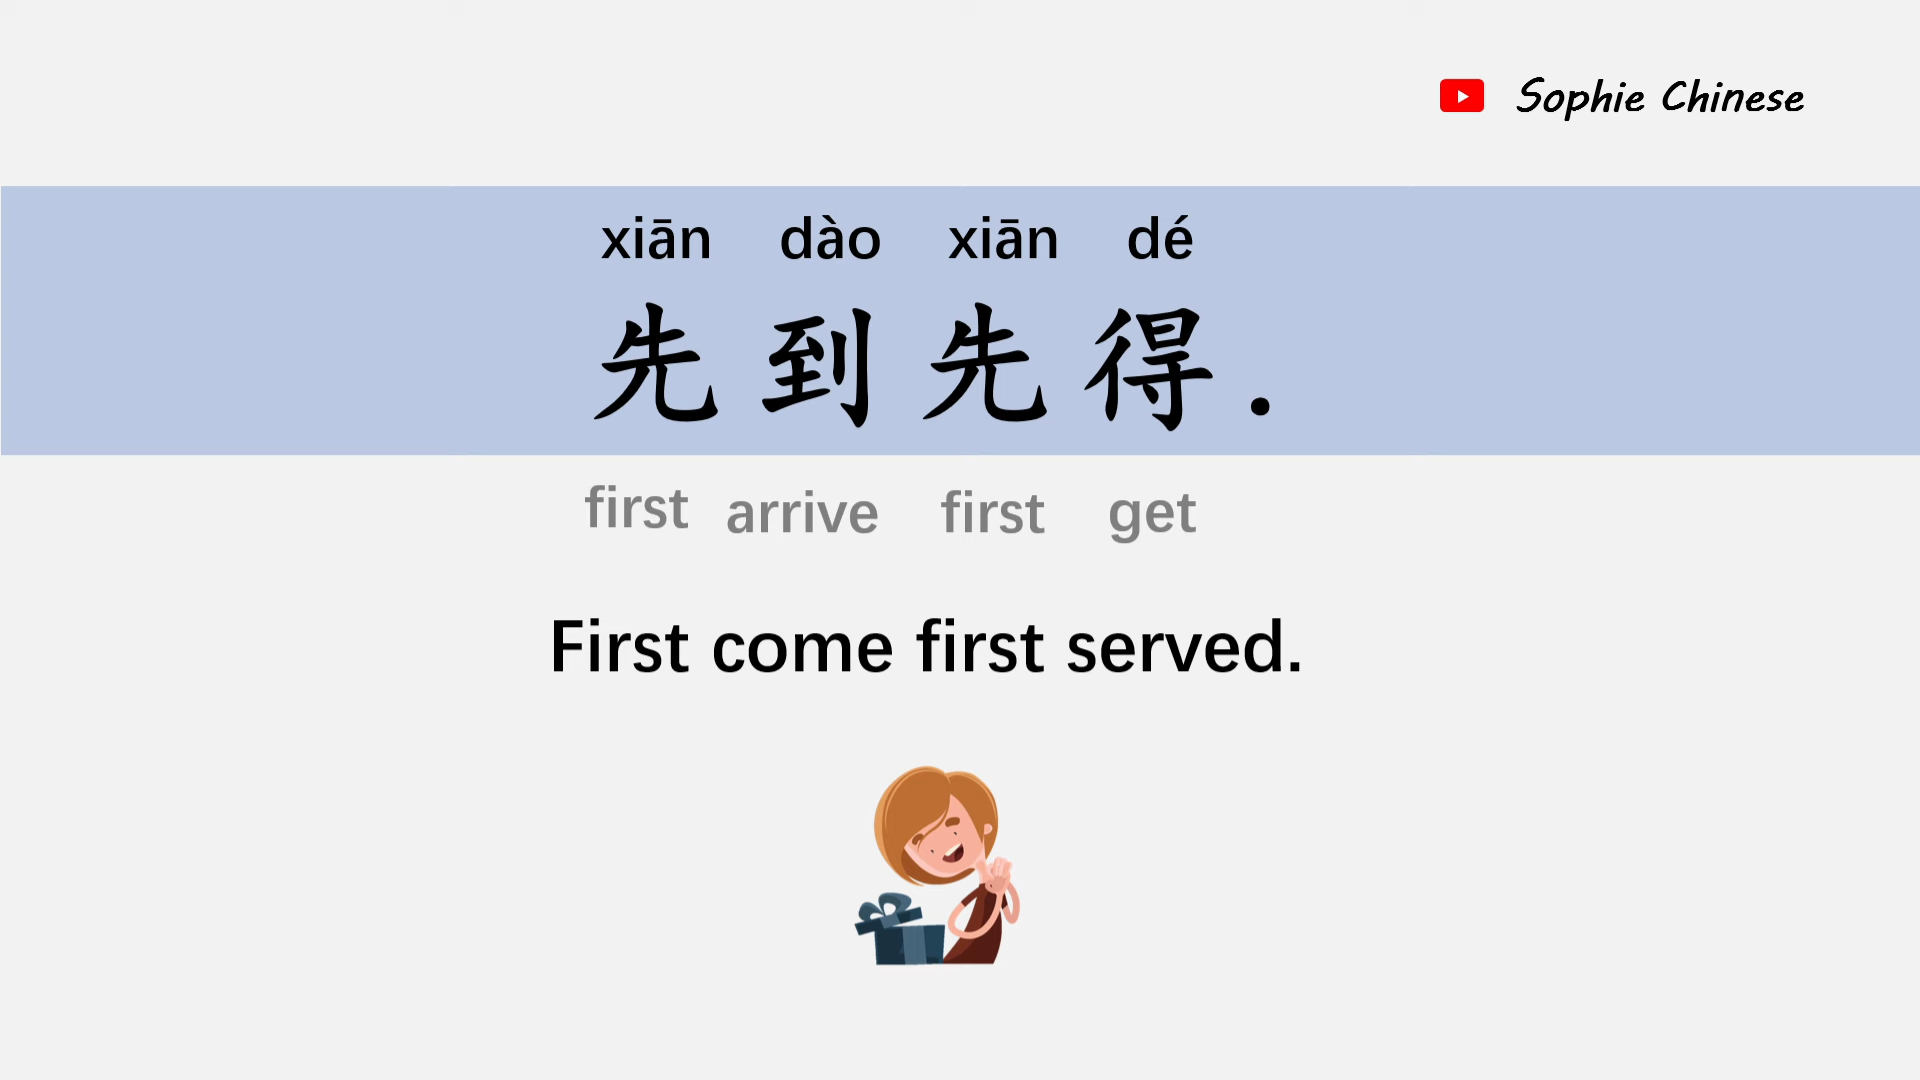 Sophie Chinese
xiān dào xiān dé
先到先得.
first arrive first get
First come first served.